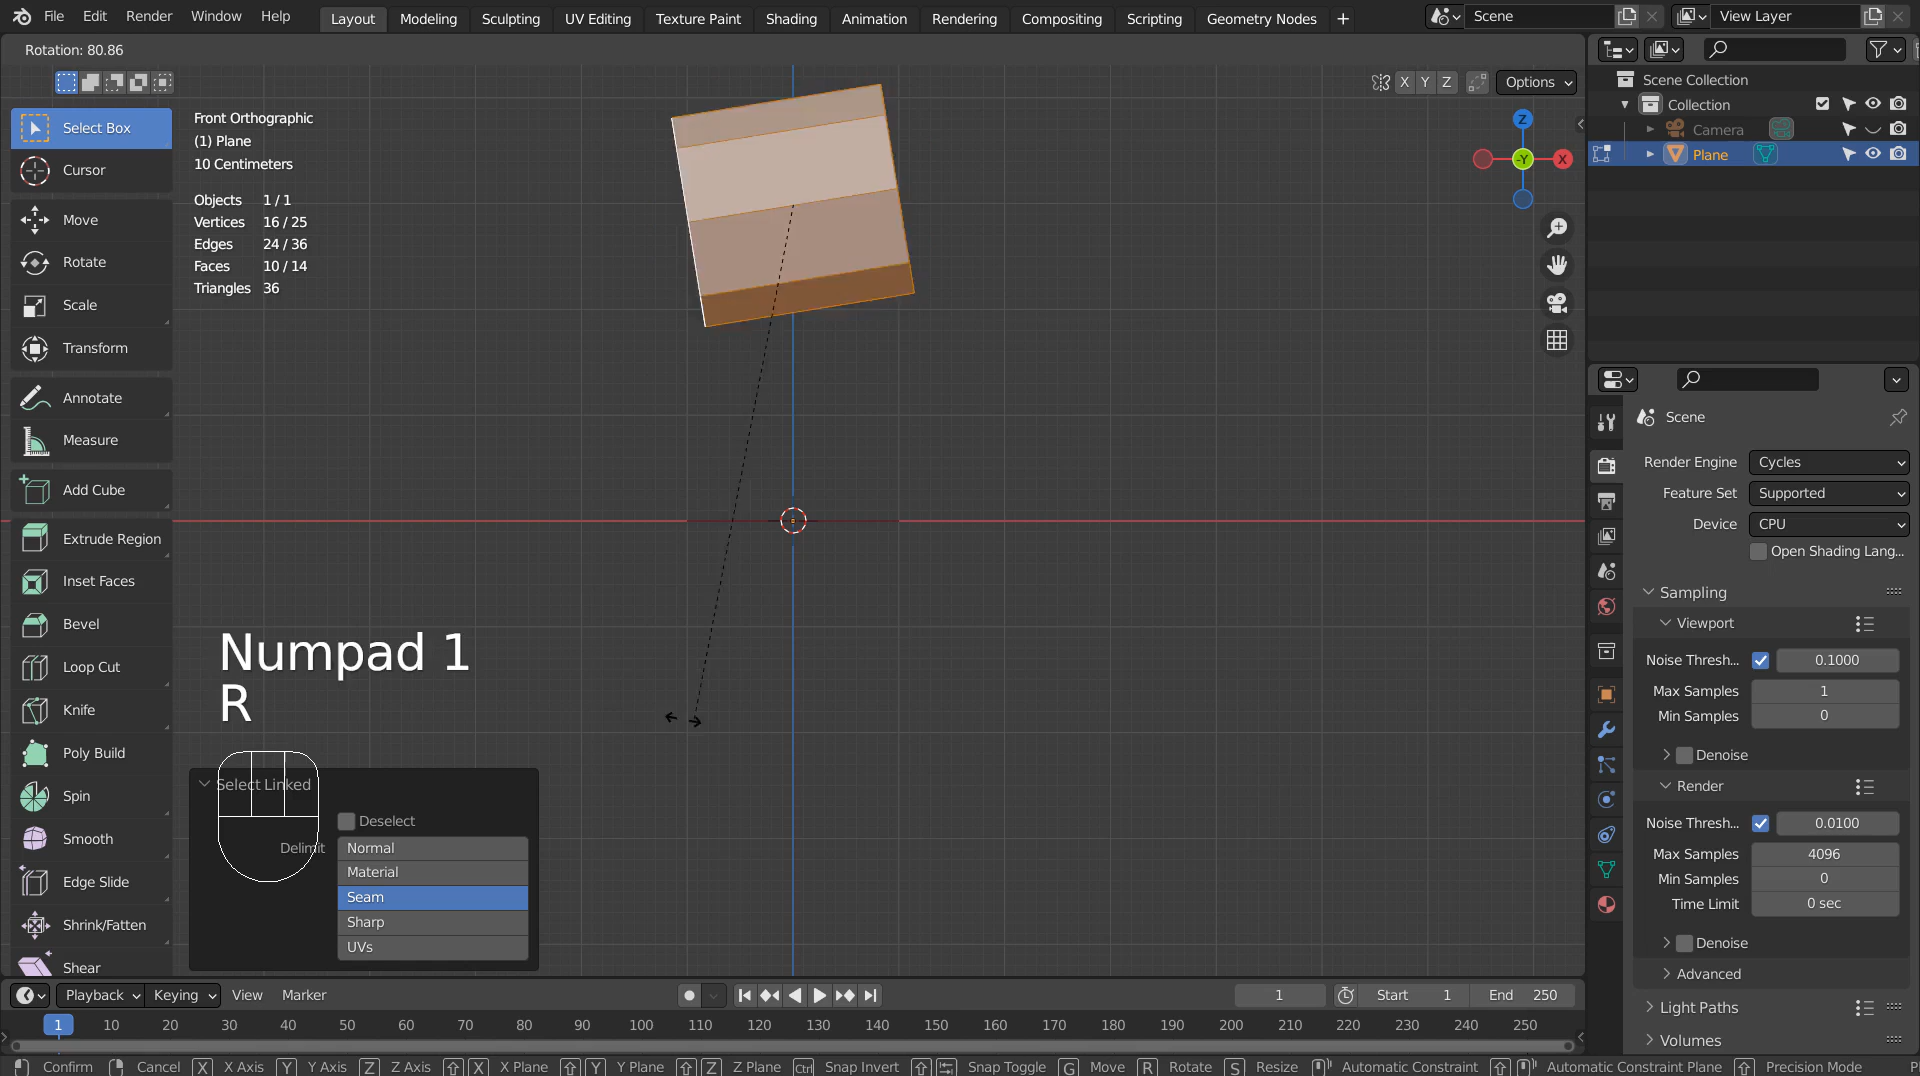 File Edit Render Window Help Layout Modeling Sculpting UV Editing Texture Paint Shading Animation Rendering Compositing Scripting Geometry Nodes + Scene View Layer
Rotation: 80.86
X Y Z Options
Scene Collection
Collection
Camera
Plane
Select Box
Cursor
Move
Rotate
Scale
Transform
Annotate
Measure
Add Cube
Extrude Region
Inset Faces
Bevel
Loop Cut
Knife
Poly Build
Spin
Smooth
Edge Slide
Shrink/Fatten
Shear
Front Orthographic
(1) Plane
10 Centimeters
Objects 1 / 1
Vertices 16 / 25
Edges 24 / 36
Faces 10 / 14
Triangles 36
Z
-Y X
Numpad 1
R
Select Linked
Deselect
Delimit Normal
Material
Seam
Sharp
UVs
Scene
Render Engine Cycles
Feature Set Supported
Device CPU
Open Shading Lang...
Sampling
Viewport
Noise Thresh... 0.1000
Max Samples 1
Min Samples 0
Denoise
Render
Noise Thresh... 0.0100
Max Samples 4096
Min Samples 0
Time Limit 0 sec
Denoise
Advanced
Light Paths
Volumes
Playback Keying View Marker 1 Start 1 End 250
1 10 20 30 40 50 60 70 80 90 100 110 120 130 140 150 160 170 180 190 200 210 220 230 240 250
Confirm Cancel X X Axis Y Y Axis Z Z Axis X X Plane Y Y Plane Z Z Plane Ctrl Snap Invert Snap Toggle G Move R Rotate S Resize Automatic Constraint Automatic Constraint Plane Precision Mode P